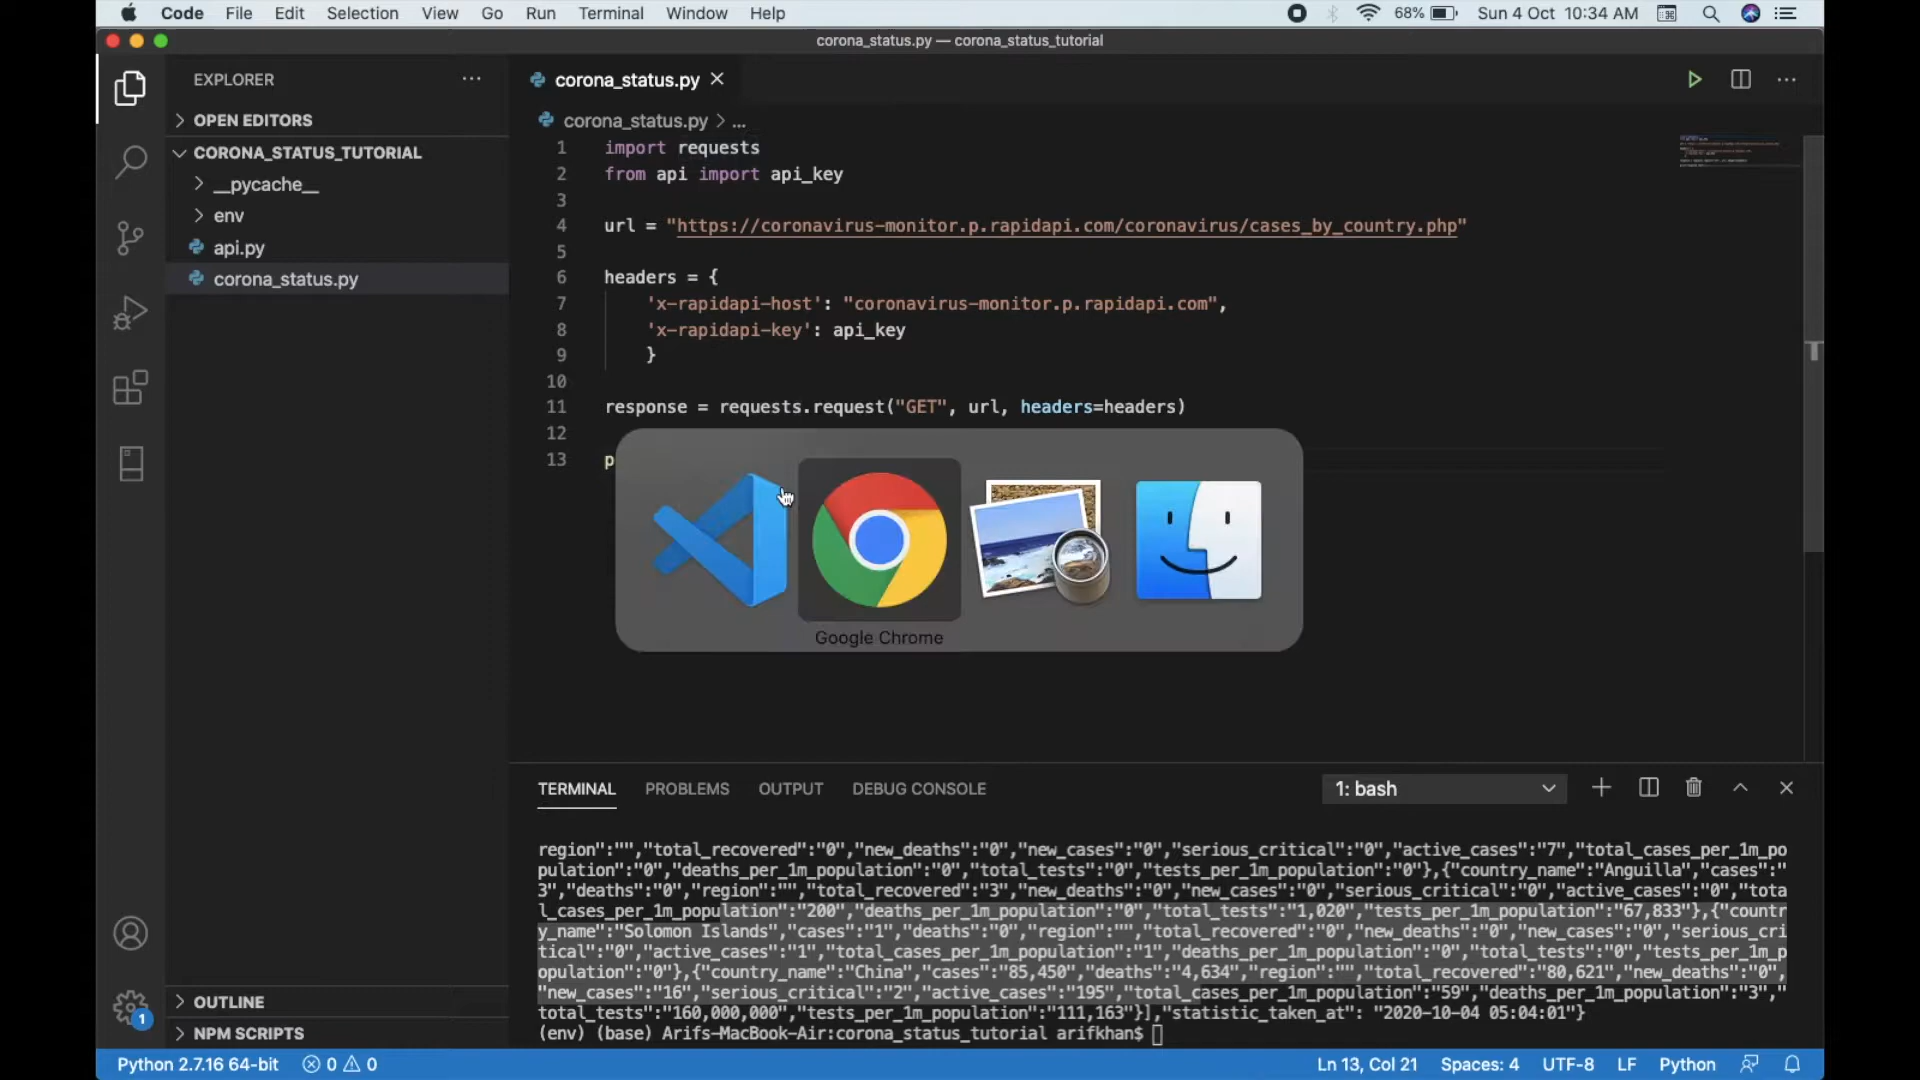 Code File Edit Selection View Go Run Terminal Window Help 68% Sun 4 Oct 10:34 AM
corona_status.py — corona_status_tutorial
EXPLORER
corona_status.py
OPEN EDITORS
corona_status.py > ...
CORONA_STATUS_TUTORIAL
__pycache__
env
api.py
corona_status.py
1 import requests
2 from api import api_key
3
4 url = "https://coronavirus-monitor.p.rapidapi.com/coronavirus/cases_by_country.php"
5
6 headers = {
7 'x-rapidapi-host': "coronavirus-monitor.p.rapidapi.com",
8 'x-rapidapi-key': api_key
9 }
10
11 response = requests.request("GET", url, headers=headers)
12
13 p
Google Chrome
TERMINAL PROBLEMS OUTPUT DEBUG CONSOLE 1: bash
region":"","total_recovered":"0","new_deaths":"0","new_cases":"0","serious_critical":"0","active_cases":"7","total_cases_per_1m_po
pulation":"0","deaths_per_1m_population":"0","total_tests":"0","tests_per_1m_population":"0"},{"country_name":"Anguilla","cases":"
3","deaths":"0","region":"","total_recovered":"3","new_deaths":"0","new_cases":"0","serious_critical":"0","active_cases":"0","tota
l_cases_per_1m_population":"200","deaths_per_1m_population":"0","total_tests":"1,020","tests_per_1m_population":"67,833"},{"countr
y_name":"Solomon Islands","cases":"1","deaths":"0","region":"","total_recovered":"0","new_deaths":"0","new_cases":"0","serious_cri
tical":"0","active_cases":"1","total_cases_per_1m_population":"1","deaths_per_1m_population":"0","total_tests":"0","tests_per_1m_p
opulation":"0"},{"country_name":"China","cases":"85,450","deaths":"4,634","region":"","total_recovered":"80,621","new_deaths":"0",
"new_cases":"16","serious_critical":"2","active_cases":"195","total_cases_per_1m_population":"59","deaths_per_1m_population":"3","
total_tests":"160,000,000","tests_per_1m_population":"111,163"}],"statistic_taken_at": "2020-10-04 05:04:01"}
(env) (base) Arifs-MacBook-Air:corona_status_tutorial arifkhan$
OUTLINE
NPM SCRIPTS
1
Python 2.7.16 64-bit 0 0 Ln 13, Col 21 Spaces: 4 UTF-8 LF Python